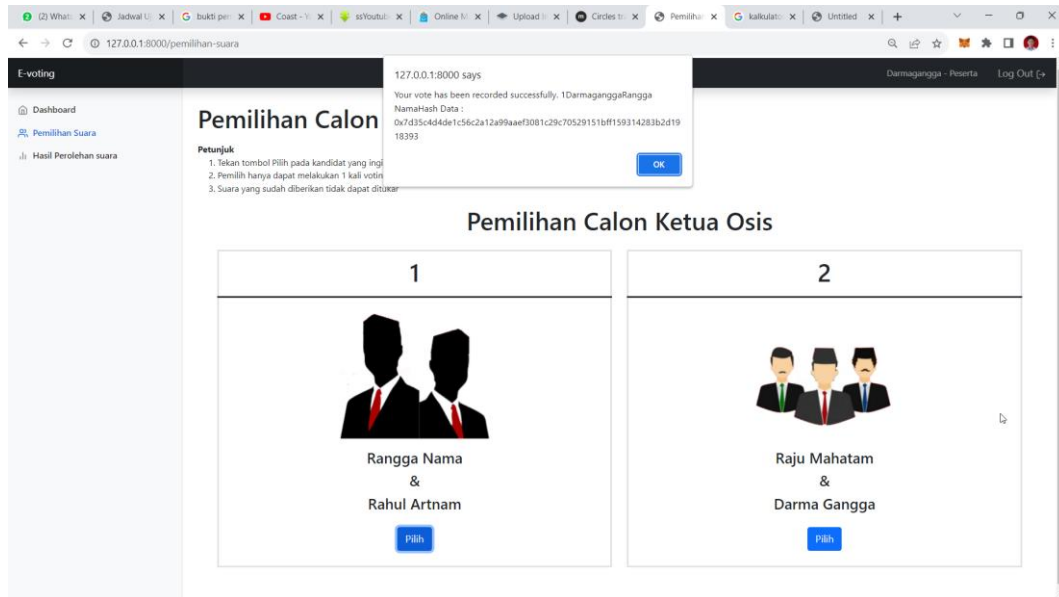 (2) What
Jadwal U
bukti per
Coast - Yo
ssYoutub
Online M
Upload
Circles
Pemiliha
kalkulato
Untitled
127.0.0.1:8000/pemilihan-suara
E-voting
Darmagangga - Peserta
Log Out
127.0.0.1:8000 says
Your vote has been recorded successfully. 1DarmaganggaRangga
NamaHash Data :
0x7d35c4d4de1c56c2a12a99aaef3081c29c70529151bff159314283b2d19
18393
OK
Dashboard
Pemilihan Suara
Hasil Perolehan suara
Pemilihan Calon
Petunjuk
1. Tekan tombol Pilih pada kandidat yang ingi
2. Pemilih hanya dapat melakukan 1 kali votin
3. Suara yang sudah diberikan tidak dapat ditukar
Pemilihan Calon Ketua Osis
1
Rangga Nama
&
Rahul Artnam
Pilih
2
Raju Mahatam
&
Darma Gangga
Pilih